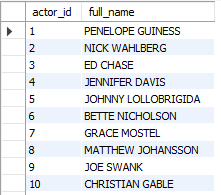 actor_id full_name
1 PENELOPE GUINESS
2 NICK WAHLBERG
3 ED CHASE
4 JENNIFER DAVIS
5 JOHNNY LOLLOBRIGIDA
6 BETTE NICHOLSON
7 GRACE MOSTEL
8 MATTHEW JOHANSSON
9 JOE SWANK
10 CHRISTIAN GABLE